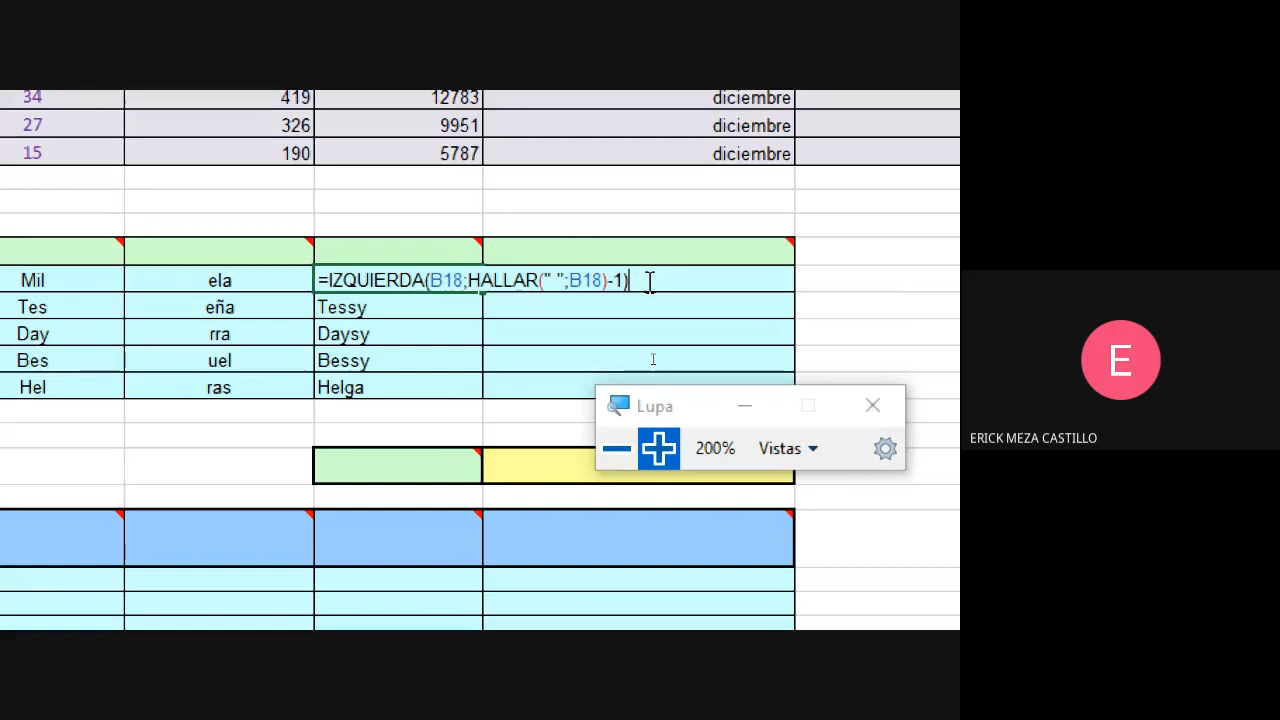 34 419 12783 diciembre
27 326 9951 diciembre
15 190 5787 diciembre
Mil ela =IZQUIERDA(B18;HALLAR(" ";B18)-1)
Tes eña Tessy
Day rra Daysy
Bes uel Bessy
Hel ras Helga
Lupa
200% Vistas
E
ERICK MEZA CASTILLO